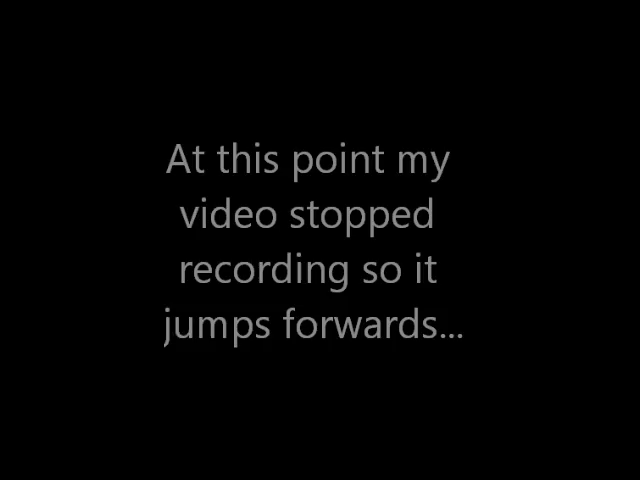 At this point my
video stopped
recording so it
jumps forwards...